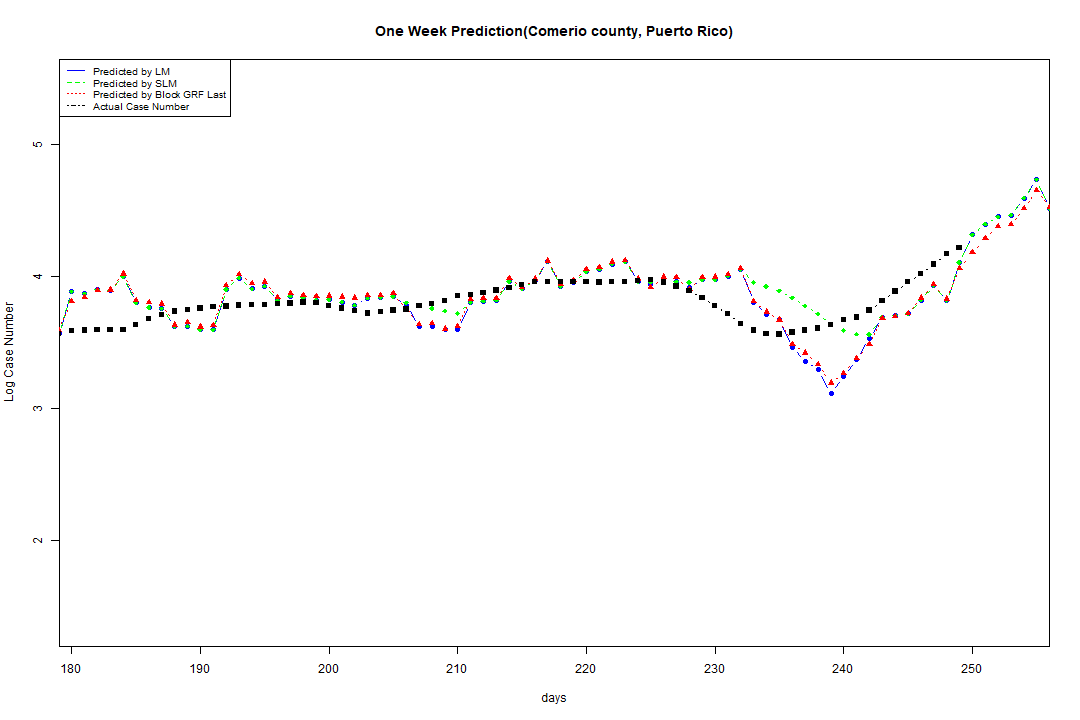 One Week Prediction(Comerio county, Puerto Rico)
Predicted by LM
Predicted by SLM
Predicted by Block GRF Last
Actual Case Number
5
4
3
2
Log Case Number
180 190 200 210 220 230 240 250
days